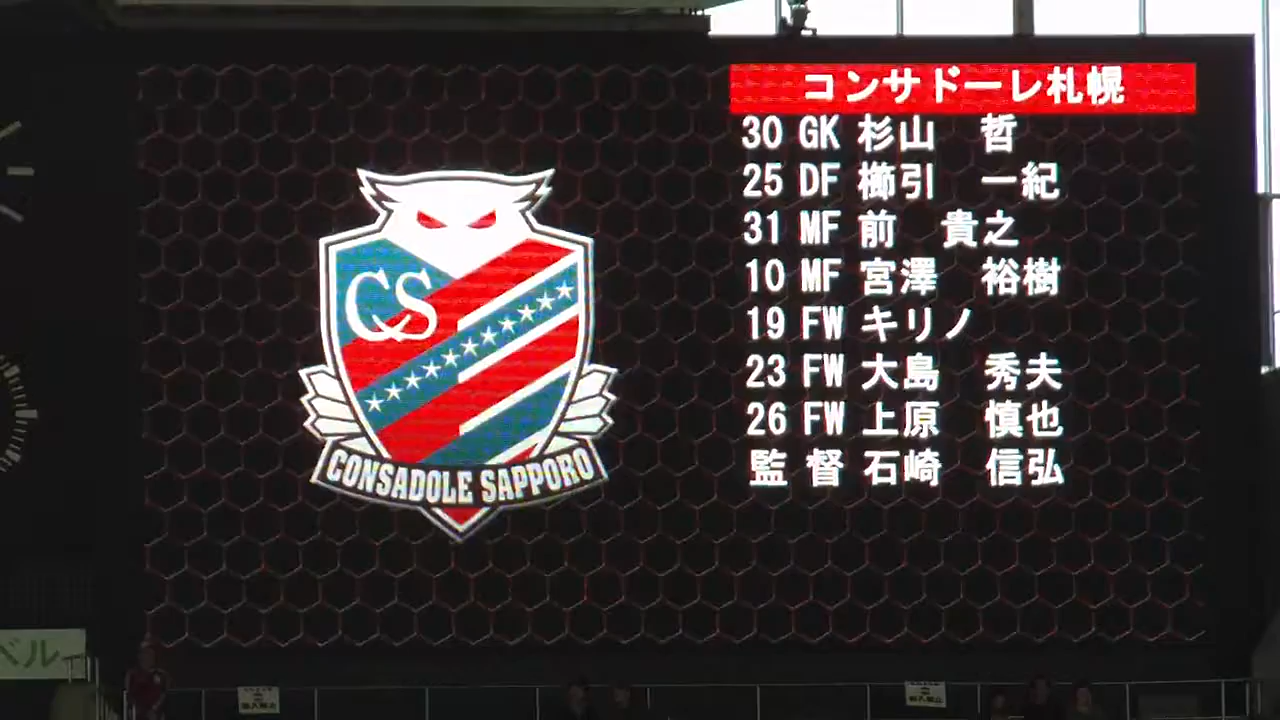 コンサドーレ札幌
30 GK 杉山 哲
25 DF 櫛引 一紀
31 MF 前 貴之
10 MF 宮澤 裕樹
19 FW キリノ
23 FW 大島 秀夫
26 FW 上原 慎也
監督 石崎 信弘
CS
CONSADOLE SAPPORO
ベル